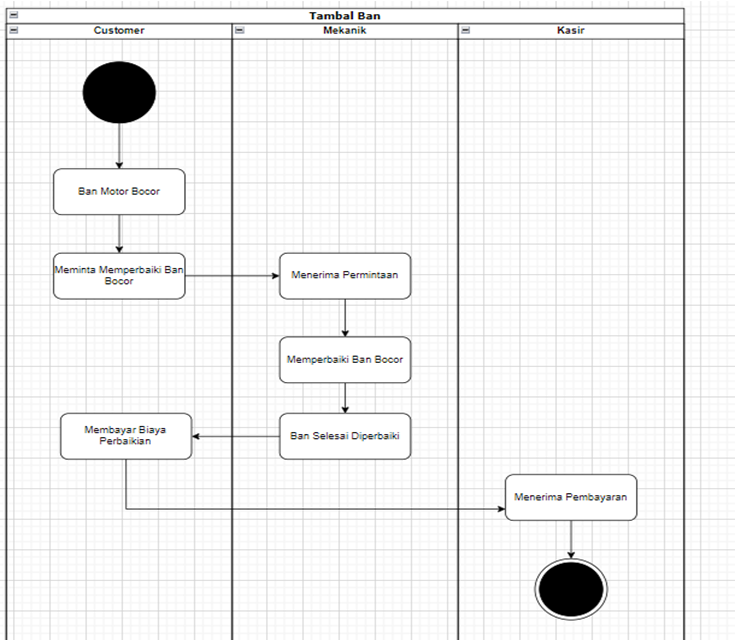 Tambal Ban
Customer
Mekanik
Kasir
Ban Motor Bocor
Meminta Memperbaiki Ban
Bocor
Menerima Permintaan
Memperbaiki Ban Bocor
Membayar Biaya
Perbaikian
Ban Selesai Diperbaiki
Menerima Pembayaran